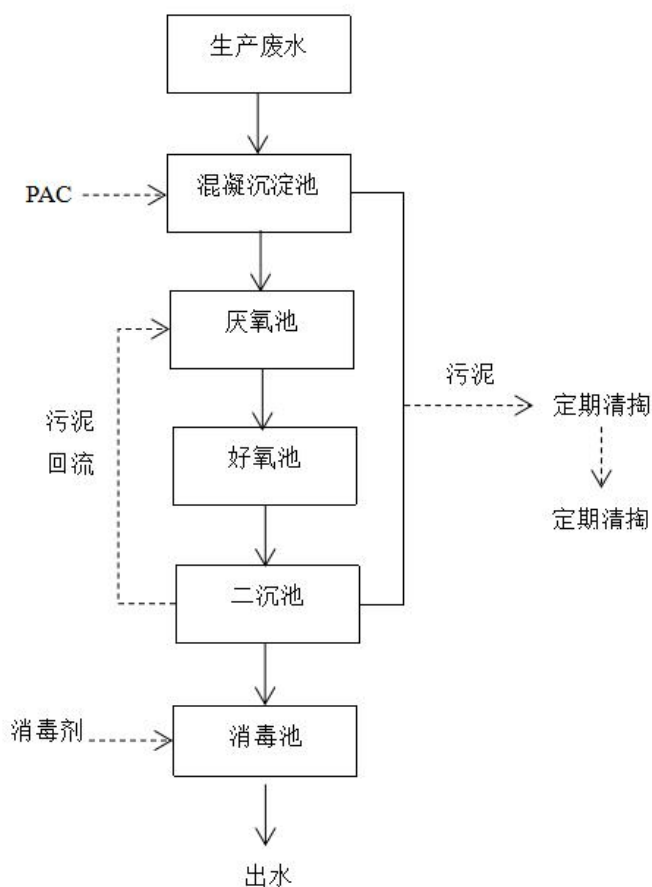 生产废水
PAC
混凝沉淀池
厌氧池
污泥
定期清掏
污泥
回流
好氧池
定期清掏
二沉池
消毒剂
消毒池
出水